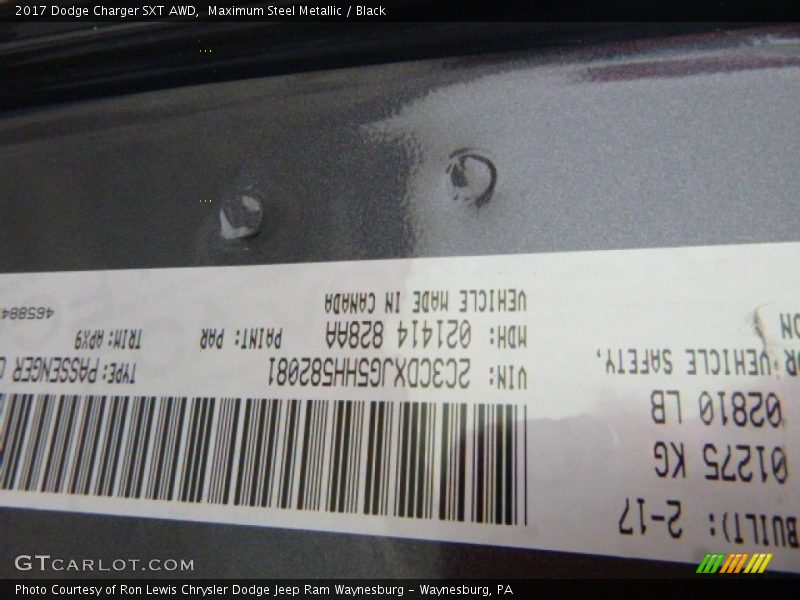 2017 Dodge Charger SXT AWD,  Maximum Steel Metallic / Black
BUILT): 2-17
01275 KG
02810 LB
OR VEHICLE SAFETY,
ON
VIN: 2C3CDXJG5HH582081 TYPE: PASSENGER
MDH: 021414 828AA PAINT: PAR TRIM: APX9
VEHICLE MADE IN CANADA
GTCARLOT.COM
Photo Courtesy of Ron Lewis Chrysler Dodge Jeep Ram Waynesburg - Waynesburg, PA